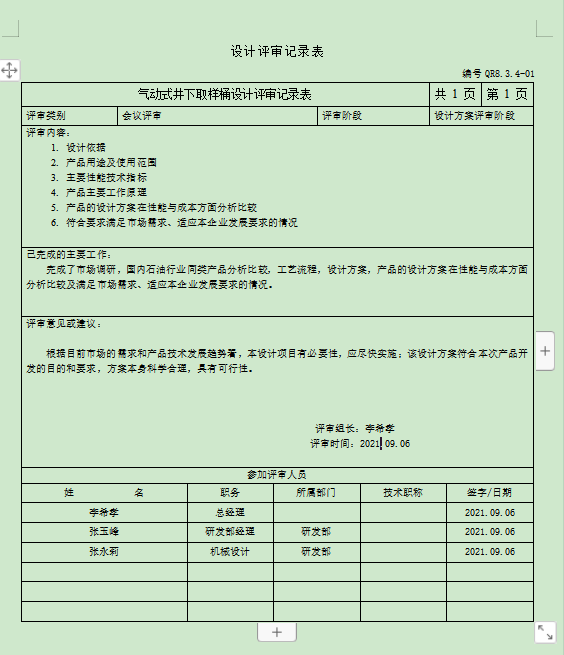 设计评审记录表
编号 QR8.3.4-01
气动式井下取样桶设计评审记录表 共 1 页 第 1 页
评审类别 会议评审 评审阶段 设计方案评审阶段
评审内容：
1. 设计依据
2. 产品用途及使用范围
3. 主要性能技术指标
4. 产品主要工作原理
5. 产品的设计方案在性能与成本方面分析比较
6. 符合要求满足市场需求、适应本企业发展要求的情况
已完成的主要工作：
完成了市场调研，国内石油行业同类产品分析比较，工艺流程，设计方案，产品的设计方案在性能与成本方面
分析比较及满足市场需求、适应本企业发展要求的情况。
评审意见或建议：
根据目前市场的需求和产品技术发展趋势看，本设计项目有必要性，应尽快实施；该设计方案符合本次产品开
发的目的和要求，方案本身科学合理，具有可行性。
评审组长：李希孝
评审时间：2021.09.06
参加评审人员
姓 名 职务 所属部门 技术职称 签字/日期
李希孝 总经理 2021.09.06
张玉峰 研发部经理 研发部 2021.09.06
张永莉 机械设计 研发部 2021.09.06